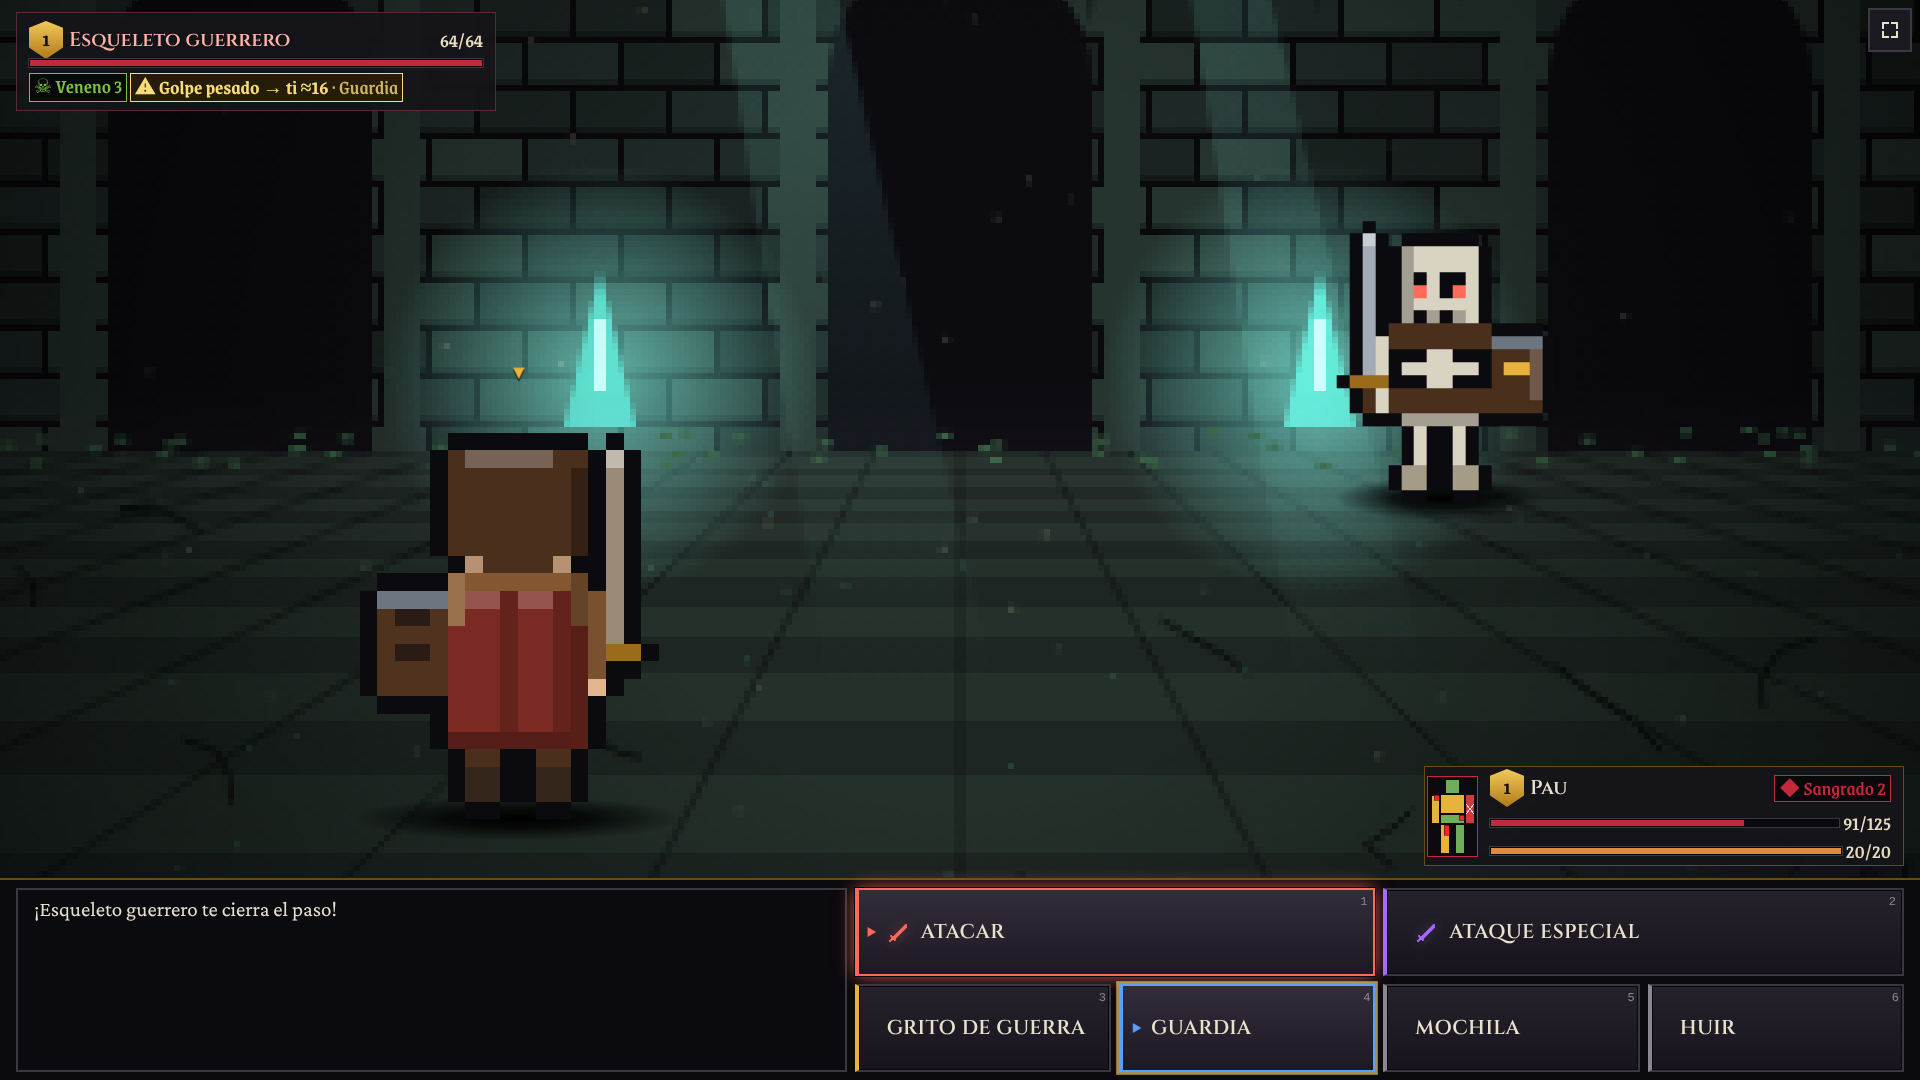 1 Esqueleto guerrero 64/64
Veneno 3 Golpe pesado → ti ≈16 · Guardia
1 Pau Sangrado 2
91/125
20/20
¡Esqueleto guerrero te cierra el paso!
ATACAR 1
ATAQUE ESPECIAL 2
GRITO DE GUERRA 3
GUARDIA 4
MOCHILA 5
HUIR 6